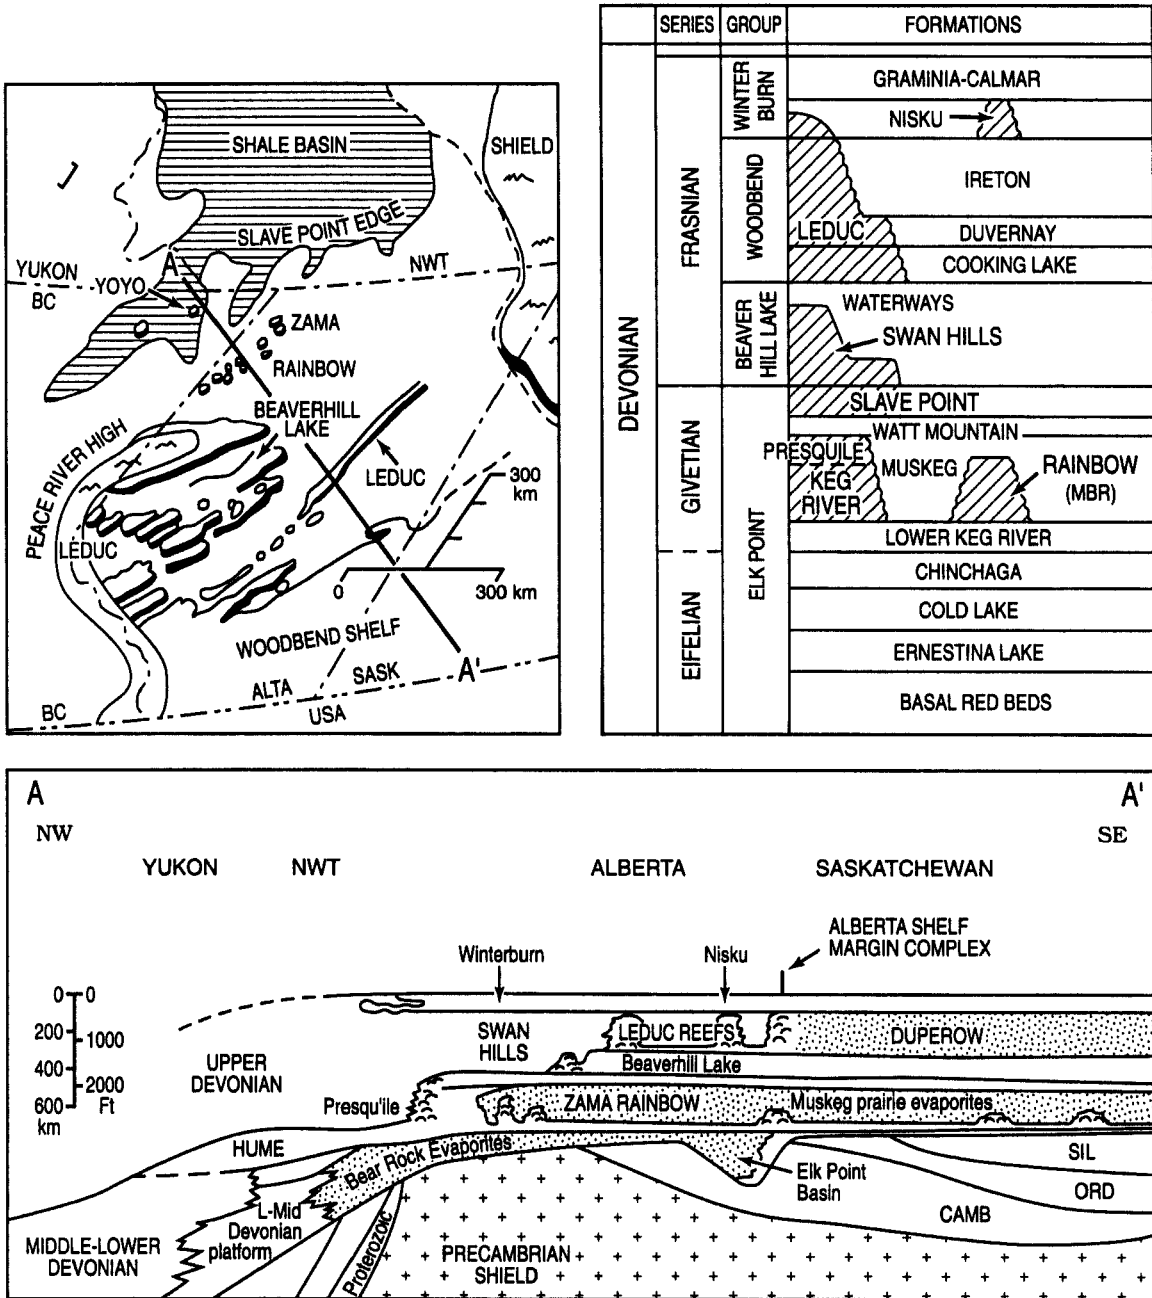 SHALE BASIN
SHIELD
SLAVE POINT EDGE
A
YUKON
NWT
BC
YOYO
ZAMA
RAINBOW
BEAVERHILL
LAKE
PEACE RIVER HIGH
LEDUC
300
km
LEDUC
0
300 km
WOODBEND SHELF
A'
SASK
ALTA
BC
USA
SERIES
GROUP
FORMATIONS
DEVONIAN
FRASNIAN
GIVETIAN
EIFELIAN
WINTER
BURN
WOODBEND
BEAVER
HILL LAKE
ELK POINT
GRAMINIA-CALMAR
NISKU
IRETON
LEDUC
DUVERNAY
COOKING LAKE
WATERWAYS
SWAN HILLS
SLAVE POINT
WATT MOUNTAIN
PRESQUILE
MUSKEG
RAINBOW
(MBR)
KEG
RIVER
LOWER KEG RIVER
CHINCHAGA
COLD LAKE
ERNESTINA LAKE
BASAL RED BEDS
A
A'
NW
SE
YUKON
NWT
ALBERTA
SASKATCHEWAN
ALBERTA SHELF
MARGIN COMPLEX
Winterburn
Nisku
0
0
200
1000
400
2000
600
Ft
km
UPPER
DEVONIAN
SWAN
HILLS
LEDUC REEFS
DUPEROW
Beaverhill Lake
Presqu'ile
ZAMA RAINBOW
Muskeg prairie evaporites
HUME
Bear Rock Evaporites
SIL
Elk Point
Basin
ORD
L-Mid
Devonian
platform
CAMB
MIDDLE-LOWER
DEVONIAN
Proterozoic
PRECAMBRIAN
SHIELD